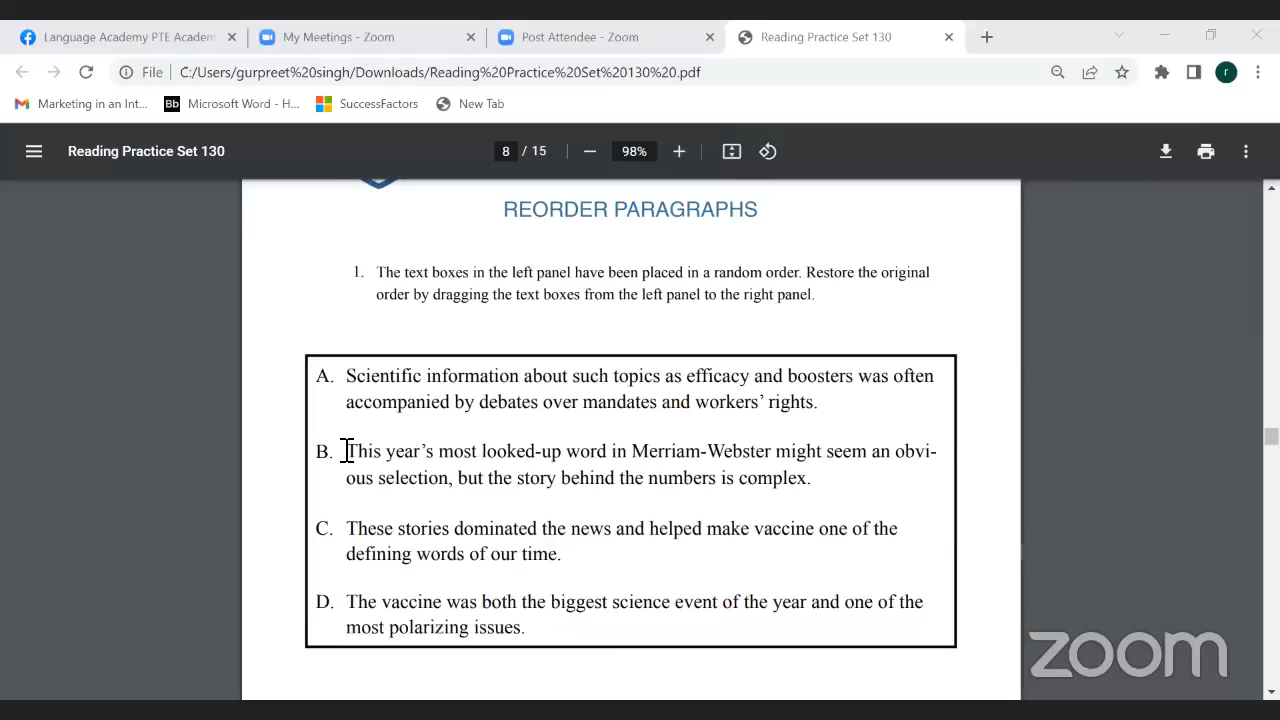 Language Academy PTE Academ
My Meetings - Zoom
Post Attendee - Zoom
Reading Practice Set 130
File
C:/Users/gurpreet%20singh/Downloads/Reading%20Practice%20Set%20130%20.pdf
r
Marketing in an Int...
Bb
Microsoft Word - H...
SuccessFactors
New Tab
Reading Practice Set 130
8 / 15
98%
REORDER PARAGRAPHS
1. The text boxes in the left panel have been placed in a random order. Restore the original
order by dragging the text boxes from the left panel to the right panel.
A. Scientific information about such topics as efficacy and boosters was often
accompanied by debates over mandates and workers’ rights.
B. This year’s most looked-up word in Merriam-Webster might seem an obvi-
ous selection, but the story behind the numbers is complex.
C. These stories dominated the news and helped make vaccine one of the
defining words of our time.
D. The vaccine was both the biggest science event of the year and one of the
most polarizing issues.
zoom